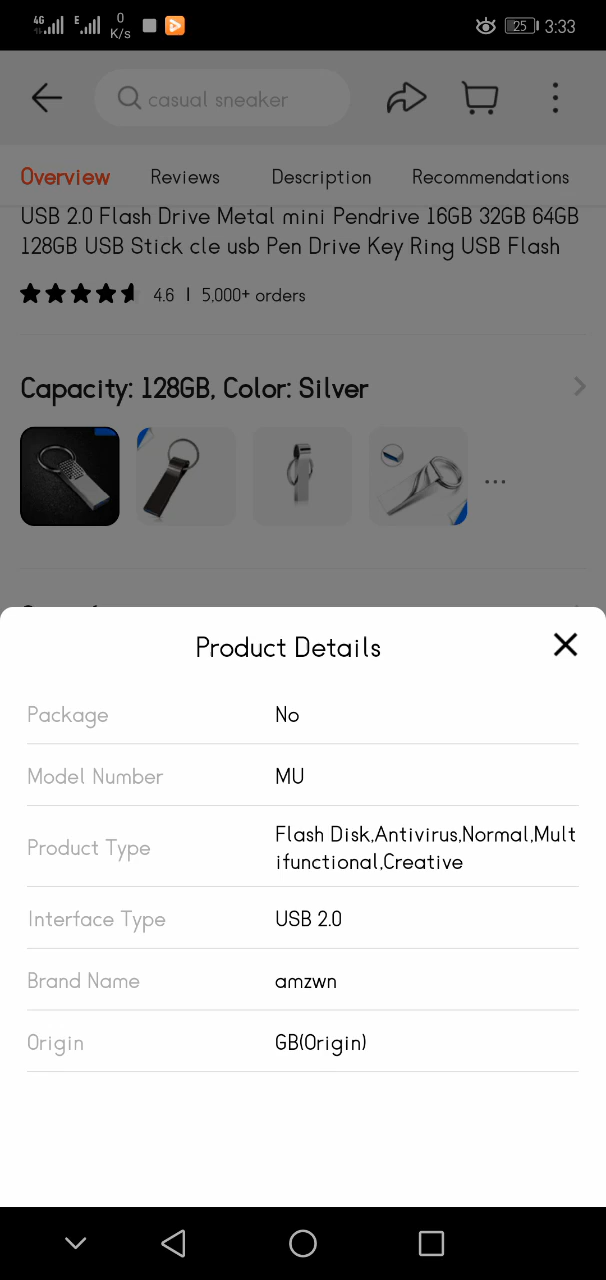 4G
E
0
K/s
25
3:33
casual sneaker
Overview
Reviews
Description
Recommendations
USB 2.0 Flash Drive Metal mini Pendrive 16GB 32GB 64GB
128GB USB Stick cle usb Pen Drive Key Ring USB Flash
4.6 | 5,000+ orders
Capacity: 128GB, Color: Silver
...
Product Details
Package
No
Model Number
MU
Product Type
Flash Disk,Antivirus,Normal,Mult
ifunctional,Creative
Interface Type
USB 2.0
Brand Name
amzwn
Origin
GB(Origin)